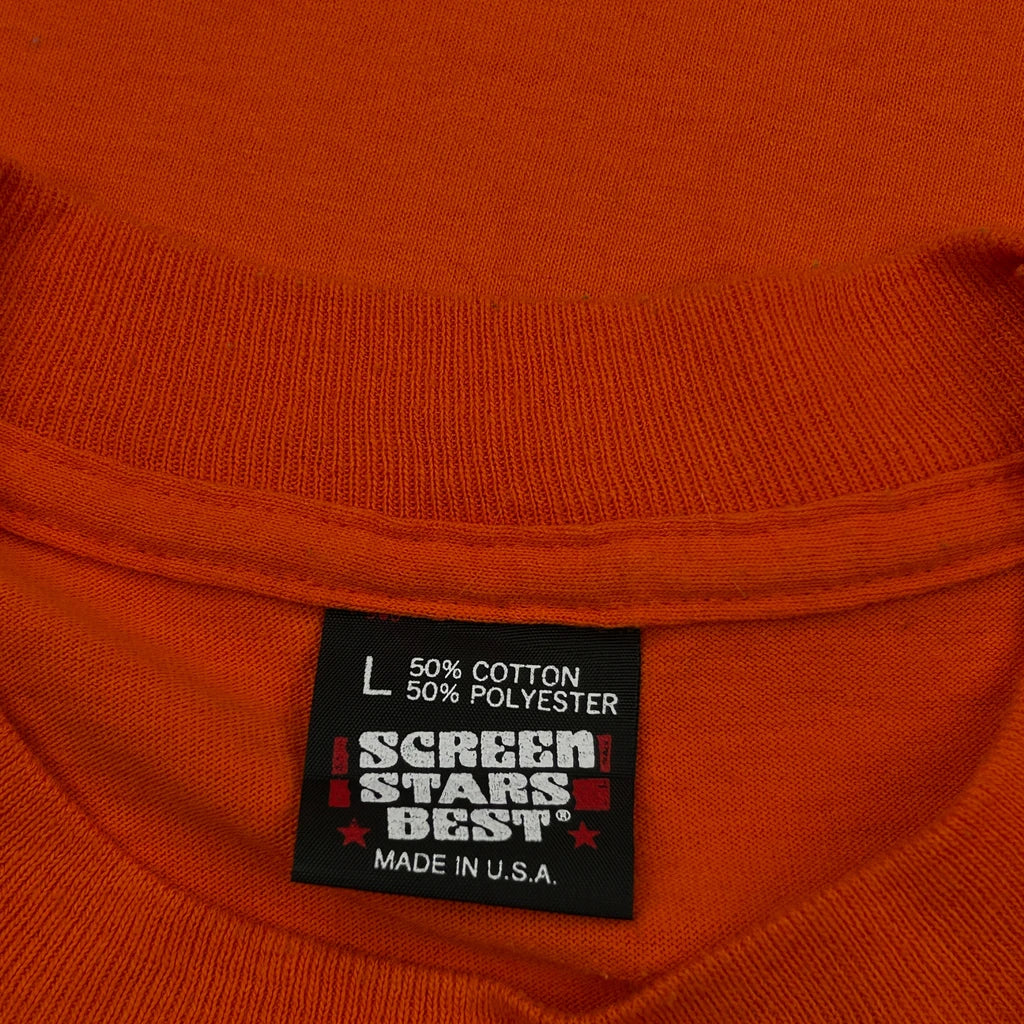 L 50% COTTON
50% POLYESTER
SCREEN
STARS
BEST®
MADE IN U.S.A.